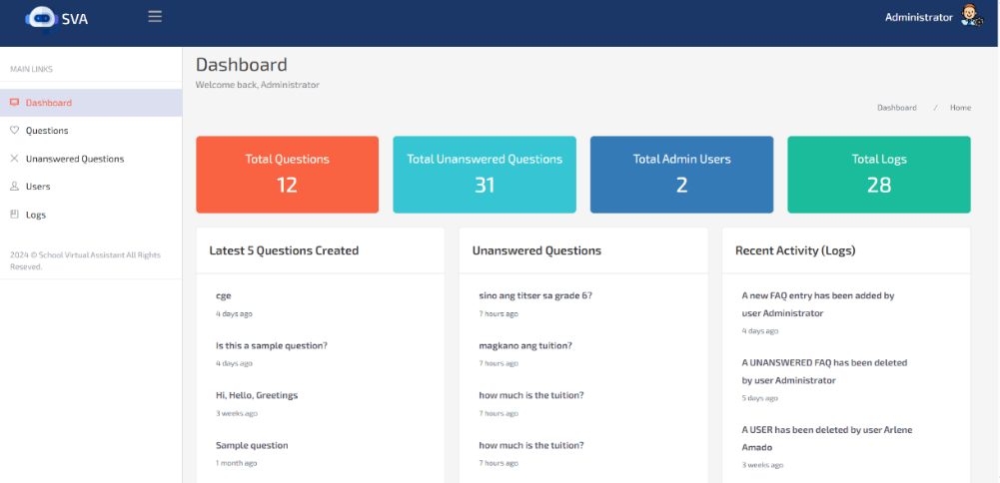 SVA
Administrator
MAIN LINKS
Dashboard
Questions
Unanswered Questions
Users
Logs
2024 © School Virtual Assistant All Rights
Reseved.
Dashboard
Welcome back, Administrator
Dashboard / Home
Total Questions
12
Total Unanswered Questions
31
Total Admin Users
2
Total Logs
28
Latest 5 Questions Created
cge
4 days ago
Is this a sample question?
4 days ago
Hi, Hello, Greetings
3 weeks ago
Sample question
1 month ago
Unanswered Questions
sino ang titser sa grade 6?
7 hours ago
magkano ang tuition?
7 hours ago
how much is the tuition?
7 hours ago
how much is the tuition?
7 hours ago
Recent Activity (Logs)
A new FAQ entry has been added by
user Administrator
4 days ago
A UNANSWERED FAQ has been deleted
by user Administrator
5 days ago
A USER has been deleted by user Arlene
Amado
3 weeks ago